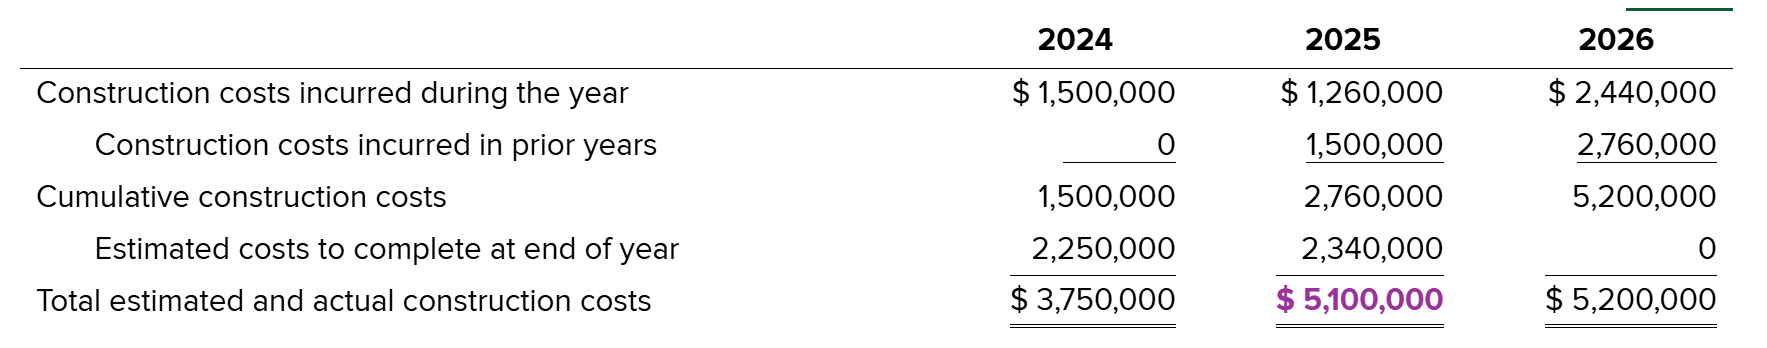 2024 2025 2026
Construction costs incurred during the year $ 1,500,000 $ 1,260,000 $ 2,440,000
Construction costs incurred in prior years 0 1,500,000 2,760,000
Cumulative construction costs 1,500,000 2,760,000 5,200,000
Estimated costs to complete at end of year 2,250,000 2,340,000 0
Total estimated and actual construction costs $ 3,750,000 $ 5,100,000 $ 5,200,000